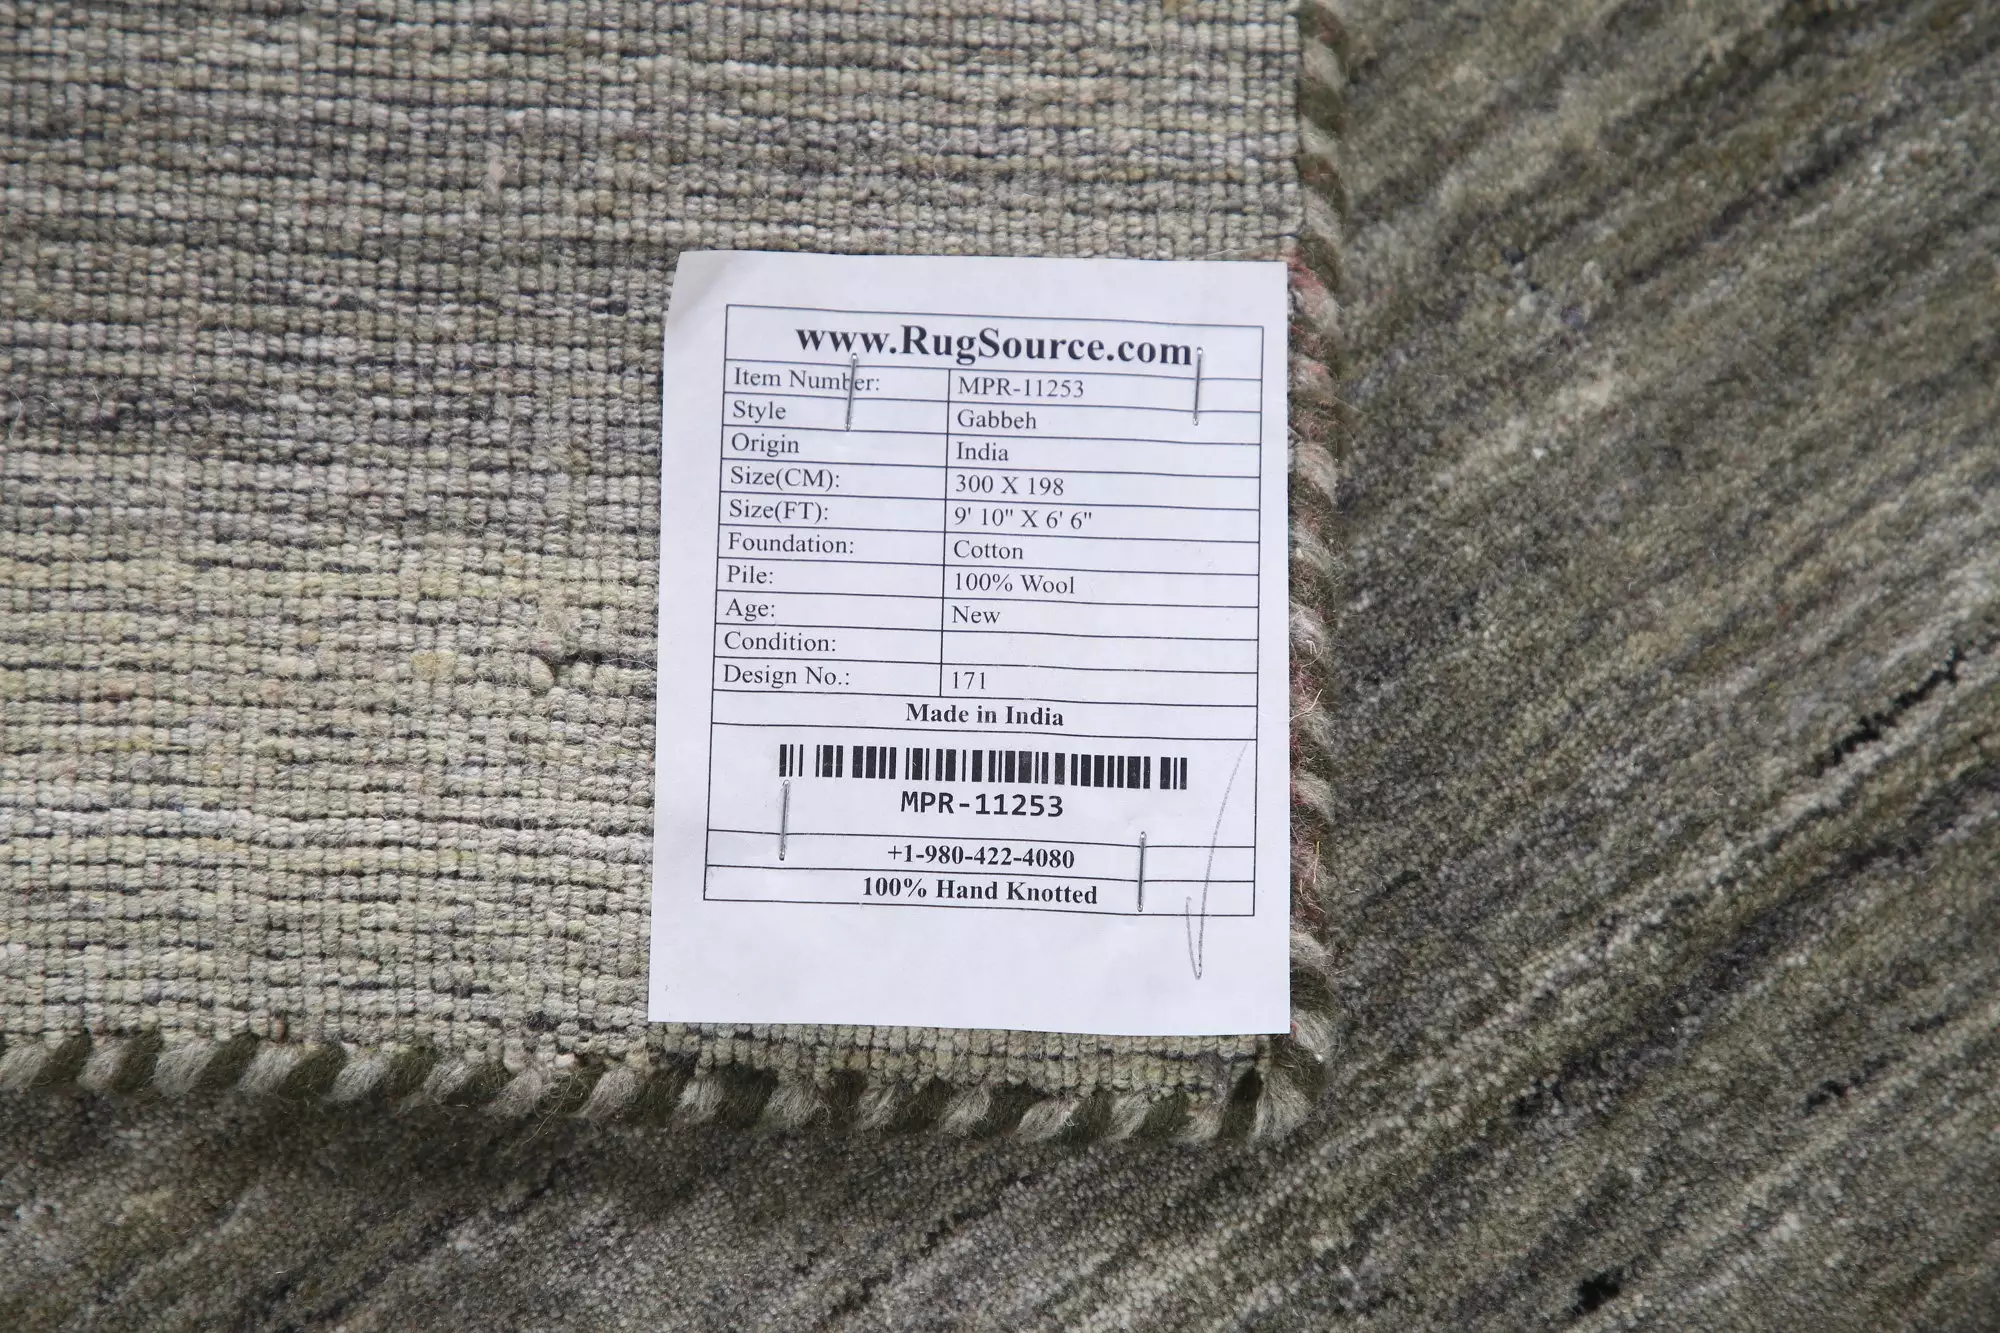 www.RugSource.com
Item Number: MPR-11253
Style Gabbeh
Origin India
Size(CM): 300 X 198
Size(FT): 9' 10" X 6' 6"
Foundation: Cotton
Pile: 100% Wool
Age: New
Condition:
Design No.: 171
Made in India
MPR-11253
+1-980-422-4080
100% Hand Knotted